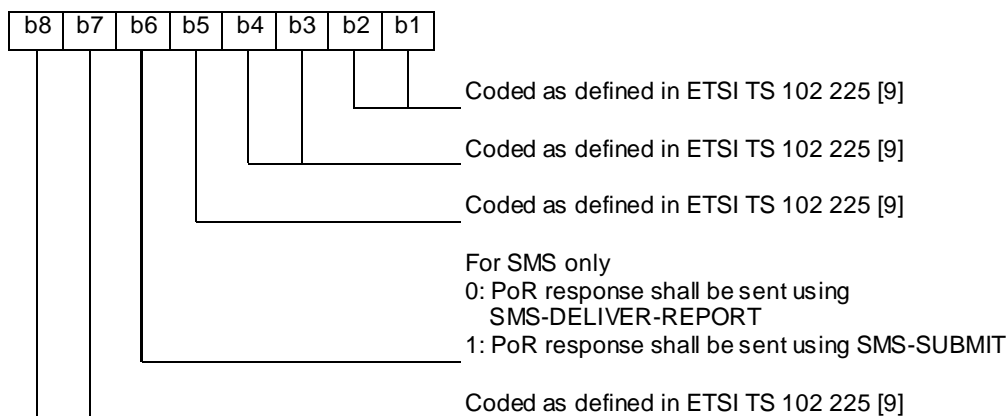 b8 b7 b6 b5 b4 b3 b2 b1
Coded as defined in ETSI TS 102 225 [9]
Coded as defined in ETSI TS 102 225 [9]
Coded as defined in ETSI TS 102 225 [9]
For SMS only
0: PoR response shall be sent using
SMS-DELIVER-REPORT
1: PoR response shall be sent using SMS-SUBMIT
Coded as defined in ETSI TS 102 225 [9]